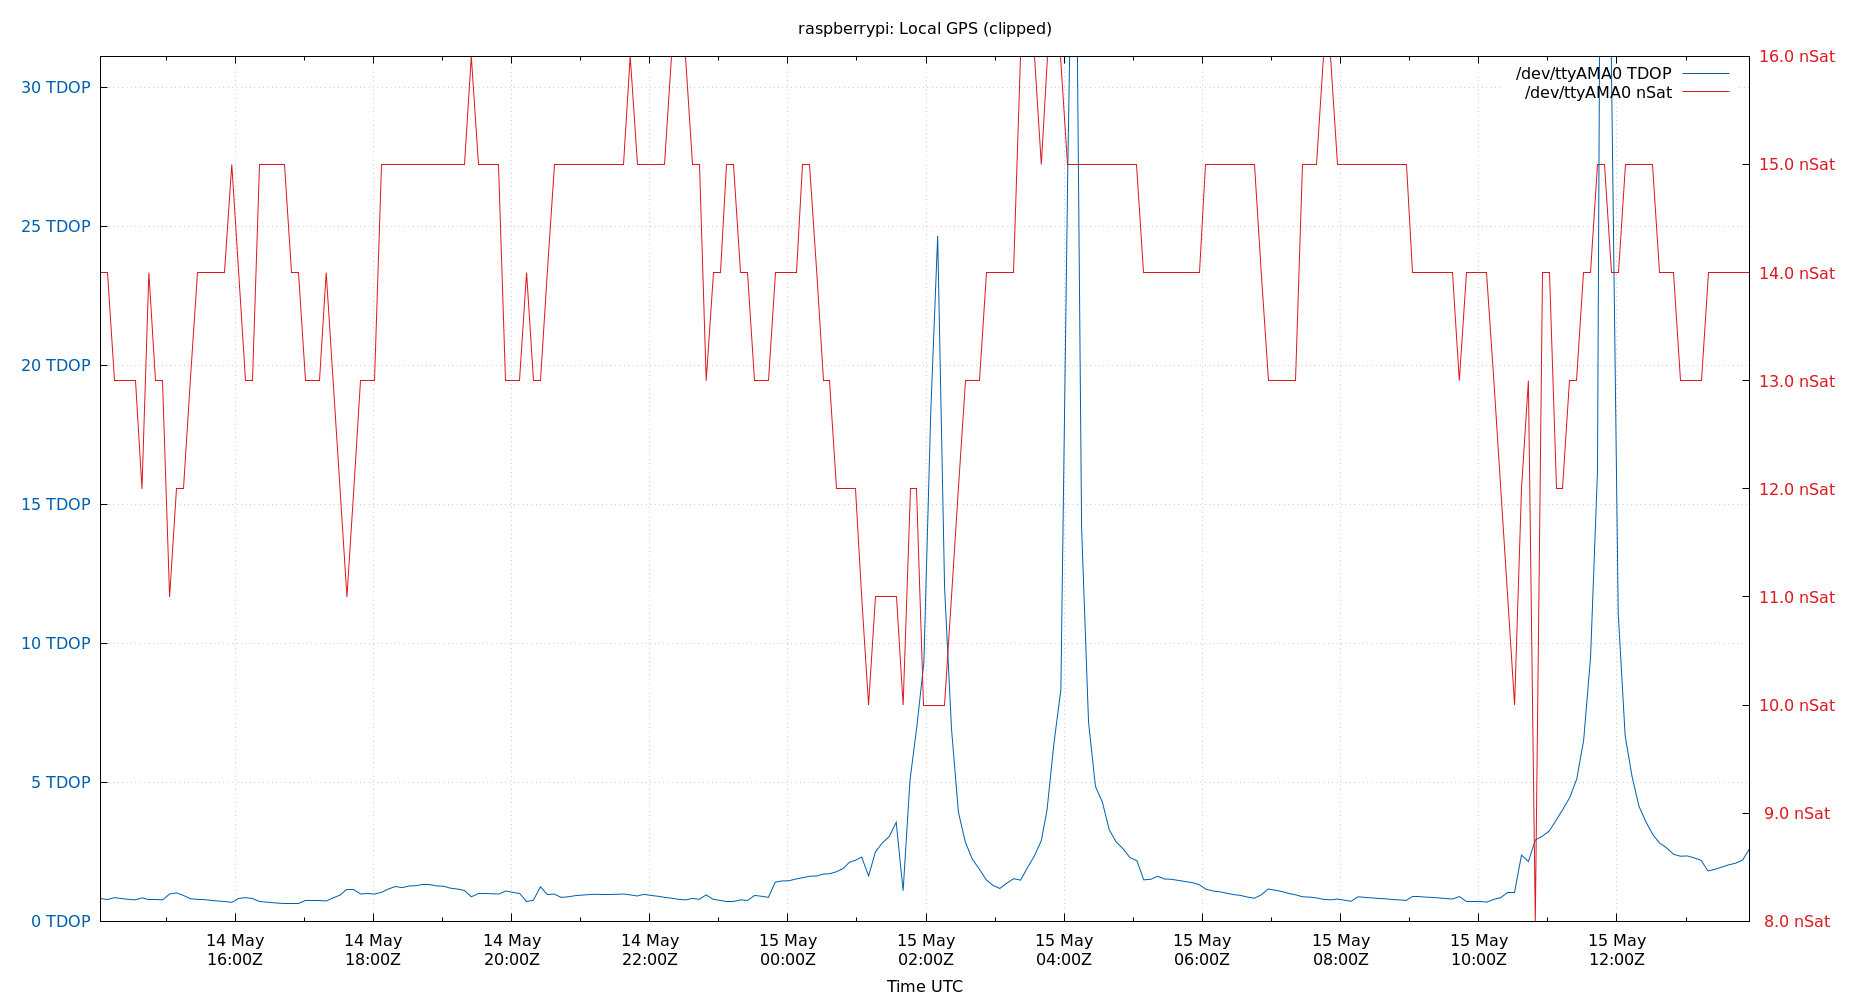 raspberrypi: Local GPS (clipped)
/dev/ttyAMA0 TDOP
/dev/ttyAMA0 nSat
30 TDOP
25 TDOP
20 TDOP
15 TDOP
10 TDOP
5 TDOP
0 TDOP
16.0 nSat
15.0 nSat
14.0 nSat
13.0 nSat
12.0 nSat
11.0 nSat
10.0 nSat
9.0 nSat
8.0 nSat
14 May
16:00Z
14 May
18:00Z
14 May
20:00Z
14 May
22:00Z
15 May
00:00Z
15 May
02:00Z
15 May
04:00Z
15 May
06:00Z
15 May
08:00Z
15 May
10:00Z
15 May
12:00Z
Time UTC